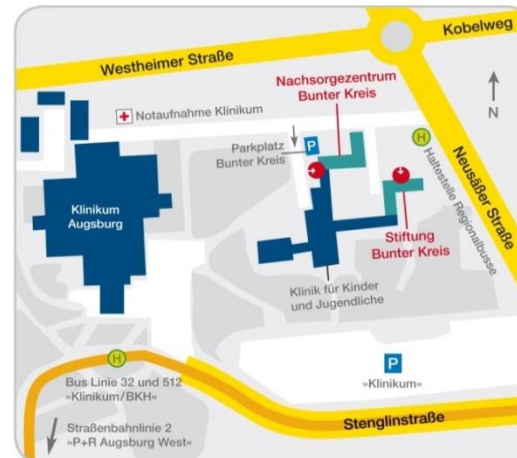 Kobelweg
Westheimer Straße
Nachsorgezentrum
Bunter Kreis
Notaufnahme Klinikum
Parkplatz
Bunter Kreis
P
N
H
Haltestelle Regionalbusse
Neusäßer Straße
Klinikum
Augsburg
Stiftung
Bunter Kreis
Klinik für Kinder
und Jugendliche
H
Bus Linie 32 und 512
»Klinikum/BKH«
P
»Klinikum«
Straßenbahnlinie 2
»P+R Augsburg West«
Stenglinstraße